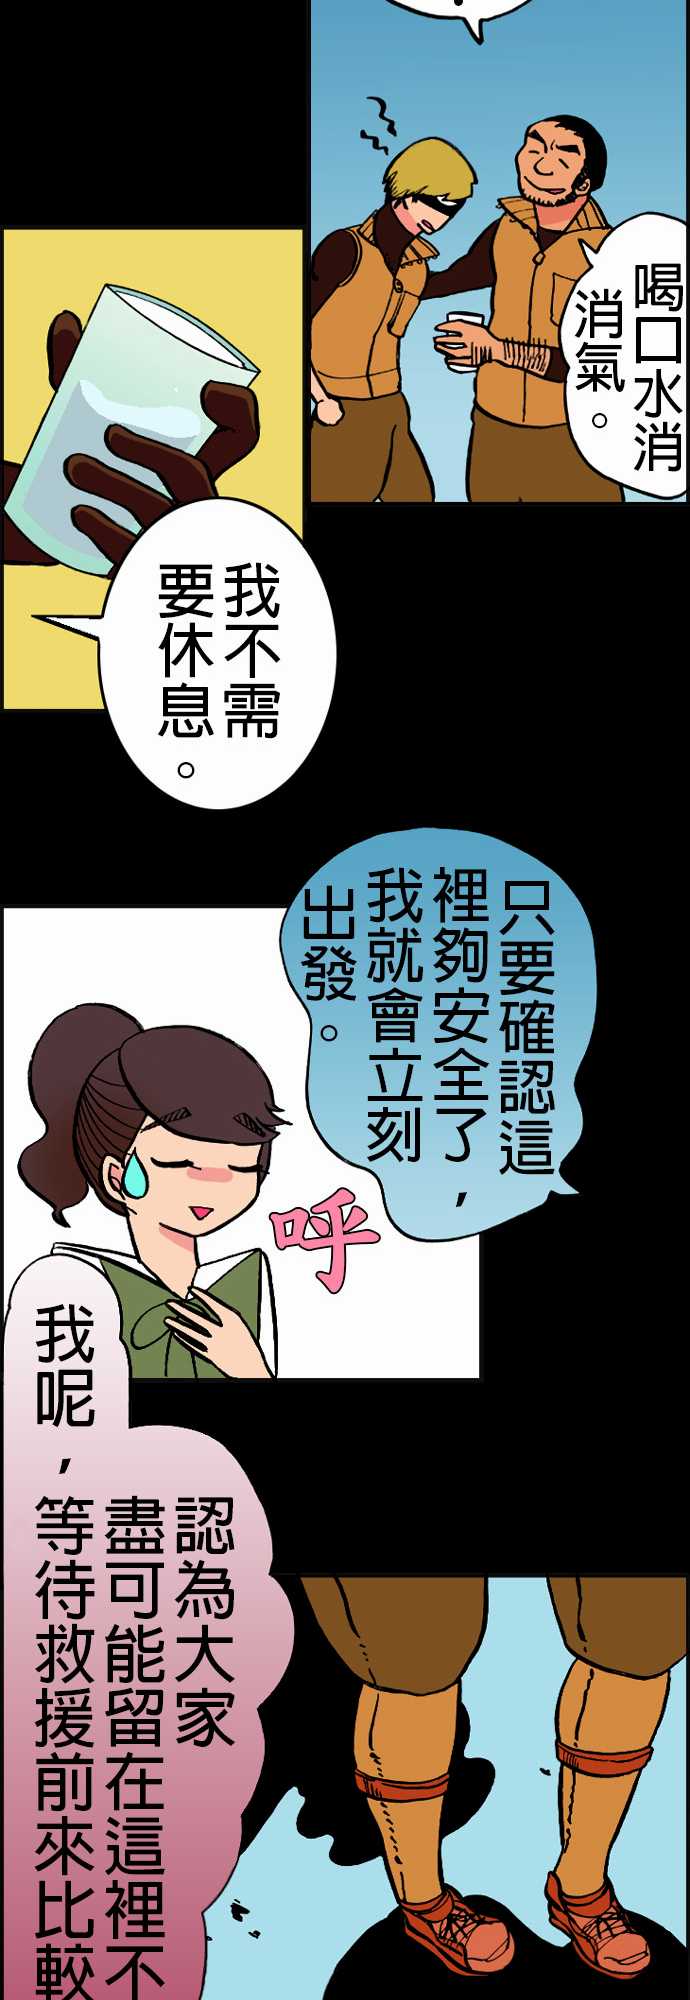 喝口水消
消氣。
我不需
要休息。
只要確認這
裡夠安全了，
我就會立刻
出發。
呼
我呢，
認為大家
盡可能留在這裡不
等待救援前來比較